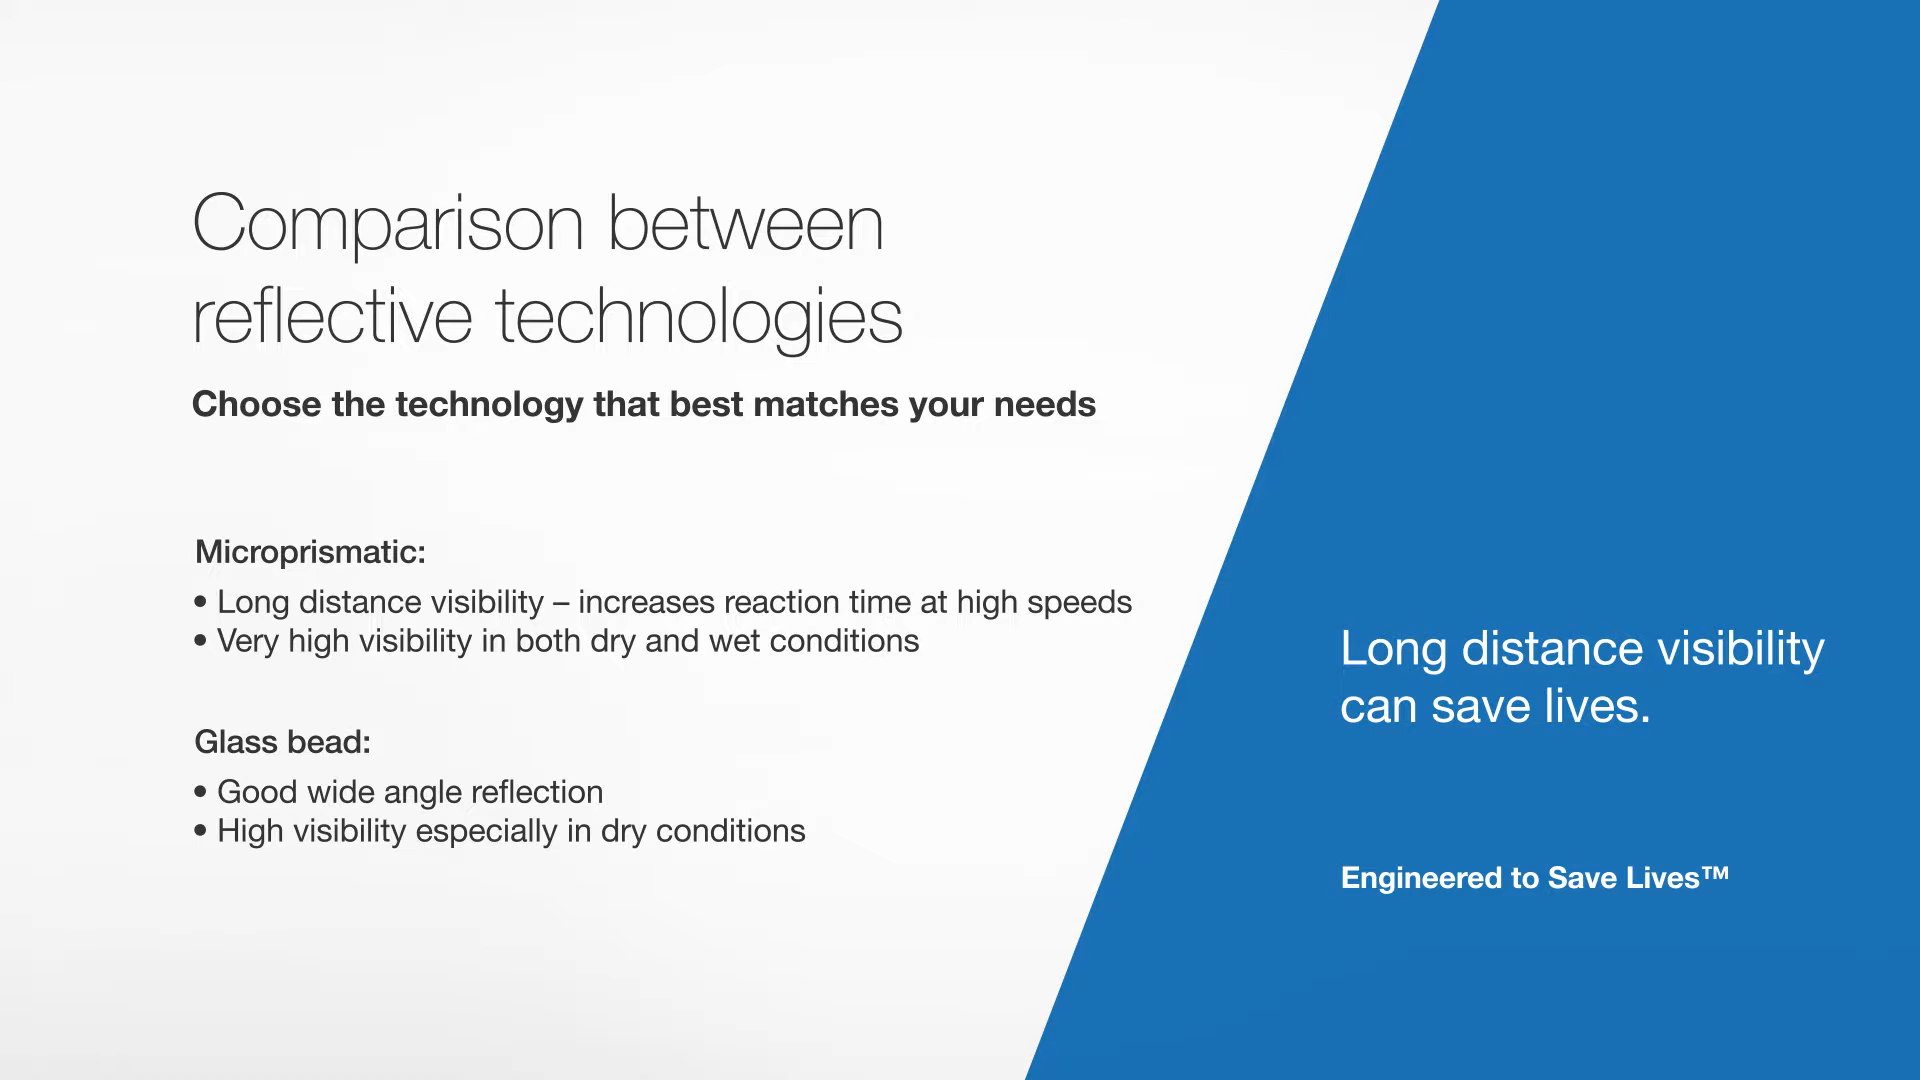 Comparison between
reflective technologies
Choose the technology that best matches your needs
Microprismatic:
• Long distance visibility – increases reaction time at high speeds
• Very high visibility in both dry and wet conditions
Glass bead:
• Good wide angle reflection
• High visibility especially in dry conditions
Long distance visibility
can save lives.
Engineered to Save Lives™